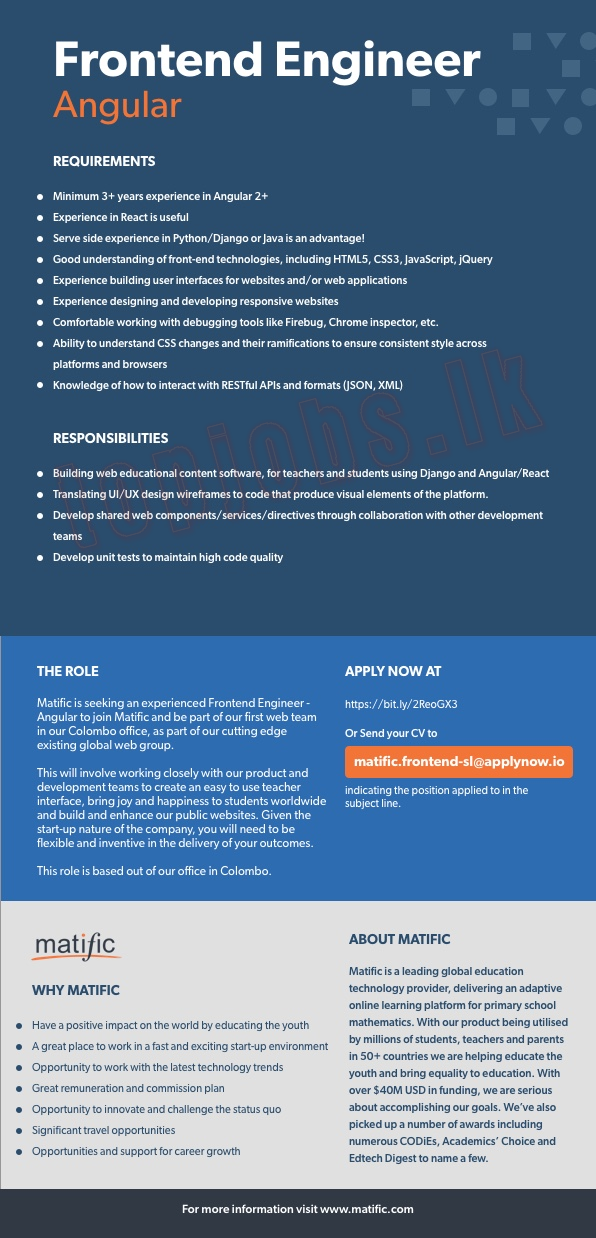 Frontend Engineer
Angular
REQUIREMENTS
Minimum 3+ years experience in Angular 2+
Experience in React is useful
Serve side experience in Python/Django or Java is an advantage!
Good understanding of front-end technologies, including HTML5, CSS3, JavaScript, jQuery
Experience building user interfaces for websites and/or web applications
Experience designing and developing responsive websites
Comfortable working with debugging tools like Firebug, Chrome inspector, etc.
Ability to understand CSS changes and their ramifications to ensure consistent style across
platforms and browsers
Knowledge of how to interact with RESTful APIs and formats (JSON, XML)
topjobs.lk
RESPONSIBILITIES
Building web educational content software, for teachers and students using Django and Angular/React
Translating UI/UX design wireframes to code that produce visual elements of the platform.
Develop shared web components/services/directives through collaboration with other development
teams
Develop unit tests to maintain high code quality
THE ROLE
Matific is seeking an experienced Frontend Engineer -
Angular to join Matific and be part of our first web team
in our Colombo office, as part of our cutting edge
existing global web group.
This will involve working closely with our product and
development teams to create an easy to use teacher
interface, bring joy and happiness to students worldwide
and build and enhance our public websites. Given the
start-up nature of the company, you will need to be
flexible and inventive in the delivery of your outcomes.
This role is based out of our office in Colombo.
APPLY NOW AT
https://bit.ly/2ReoGX3
Or Send your CV to
matific.frontend-sl@applynow.io
indicating the position applied to in the
subject line.
matific
WHY MATIFIC
Have a positive impact on the world by educating the youth
A great place to work in a fast and exciting start-up environment
Opportunity to work with the latest technology trends
Great remuneration and commission plan
Opportunity to innovate and challenge the status quo
Significant travel opportunities
Opportunities and support for career growth
ABOUT MATIFIC
Matific is a leading global education
technology provider, delivering an adaptive
online learning platform for primary school
mathematics. With our product being utilised
by millions of students, teachers and parents
in 50+ countries we are helping educate the
youth and bring equality to education. With
over $40M USD in funding, we are serious
about accomplishing our goals. We've also
picked up a number of awards including
numerous CODiEs, Academics' Choice and
Edtech Digest to name a few.
For more information visit www.matific.com